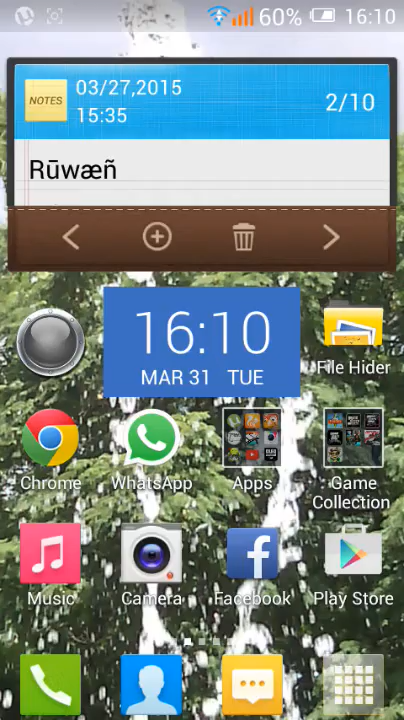 60% 16:10
NOTES
03/27,2015
15:35
2/10
Rūwæñ
16:10
MAR 31 TUE
File Hider
Chrome
WhatsApp
Apps
Game
Collection
Music
Camera
Facebook
Play Store